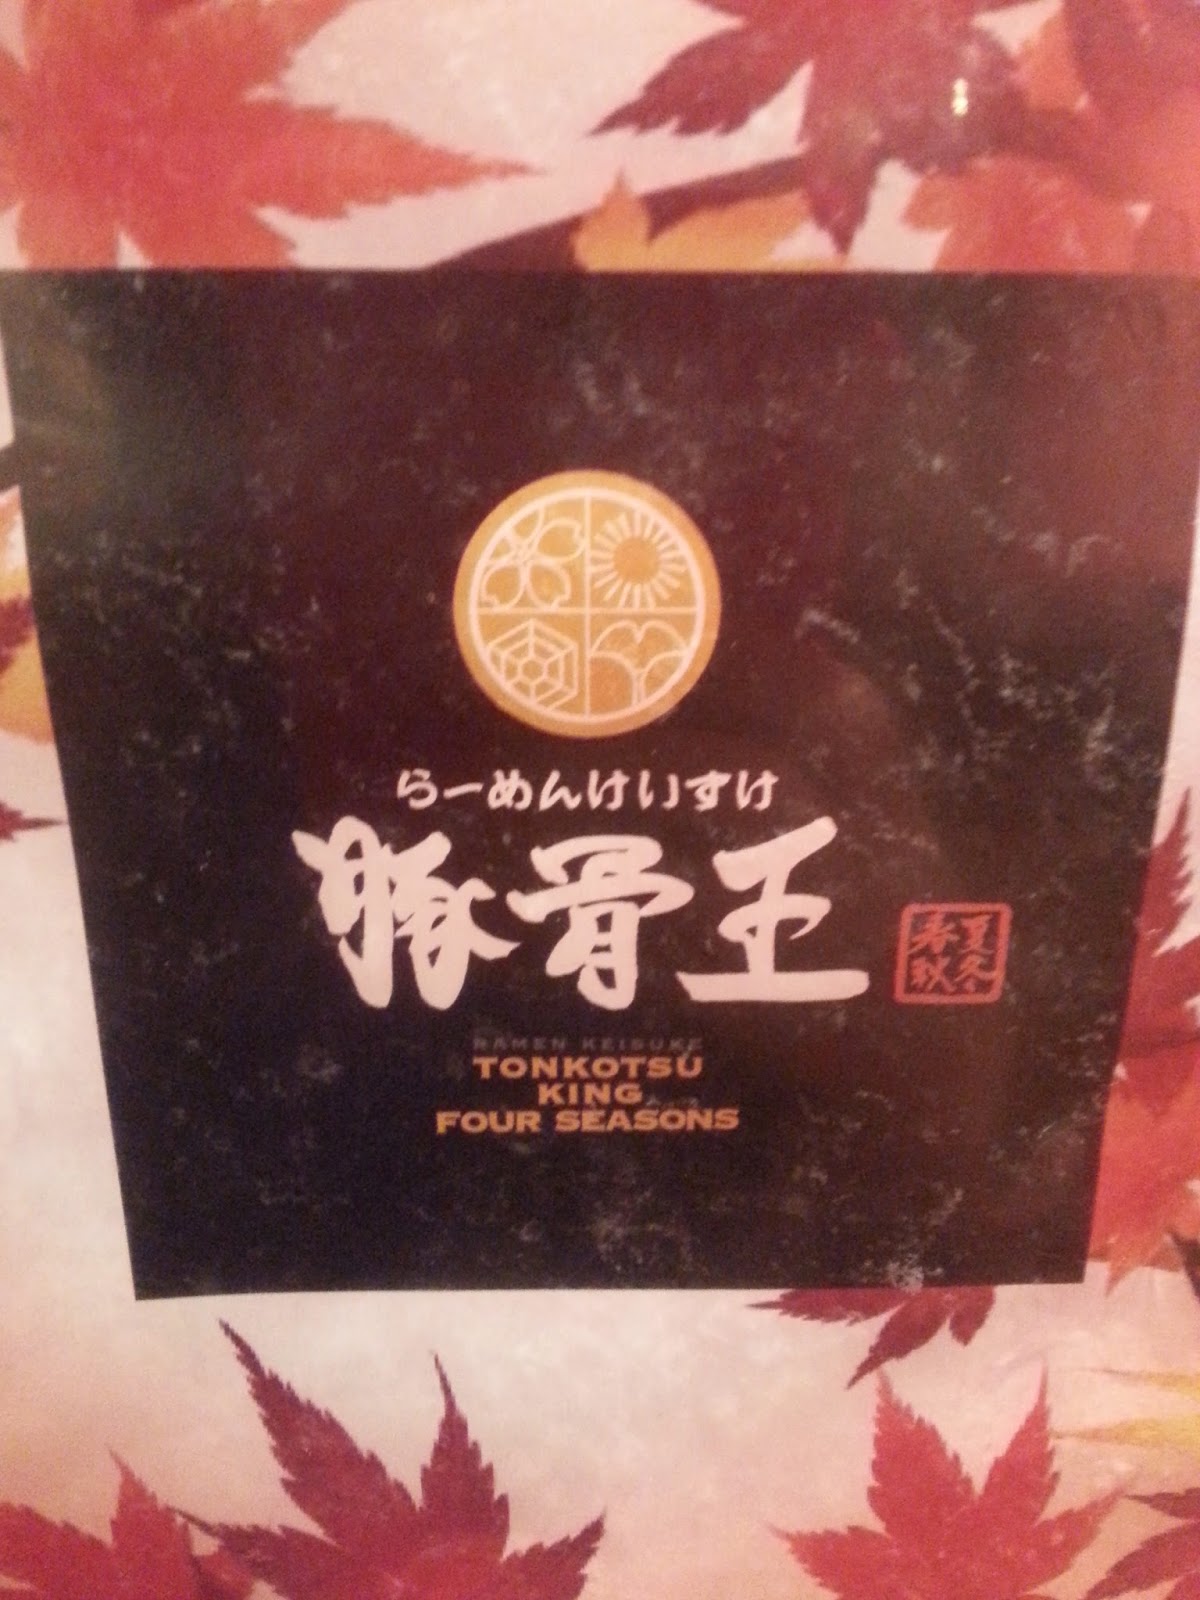 らーめんけいすけ
豚骨王
春夏
秋冬
RAMEN KEISUKE
TONKOTSU
KING
FOUR SEASONS